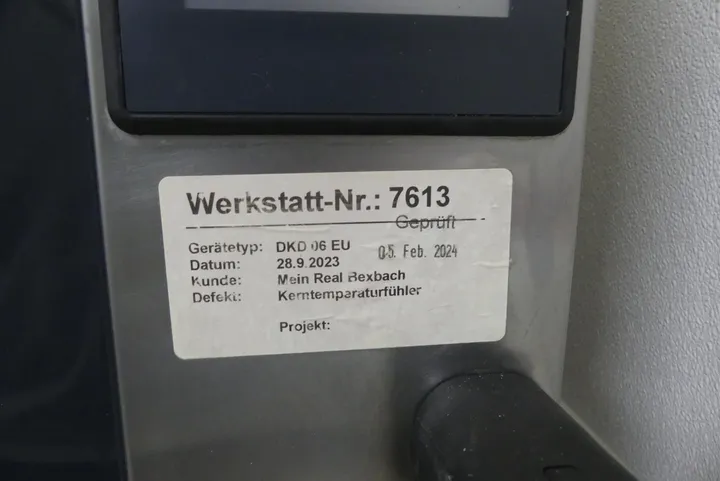 Werkstatt-Nr.: 7613
Geprüft
Gerätetyp: DKD 06 EU 05. Feb. 2024
Datum: 28.9.2023
Kunde: Mein Real Bexbach
Defekt: Kerntemparaturfühler
Projekt: